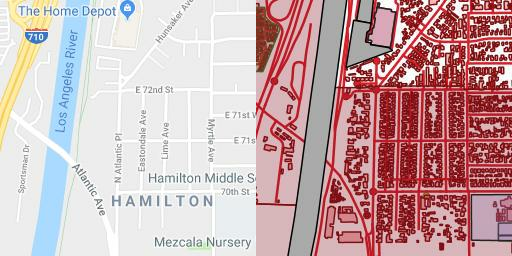 The Home Depot
Hunsaker Ave
710
Los Angeles River
E 72nd St
E 71st
N Atlantic Pl
Eastondale Ave
Lime Ave
Myrtle Ave
E 71s
Sportsman Dr
Atlantic Ave
Hamilton Middle
70th St
HAMILTON
Mezcala Nursery